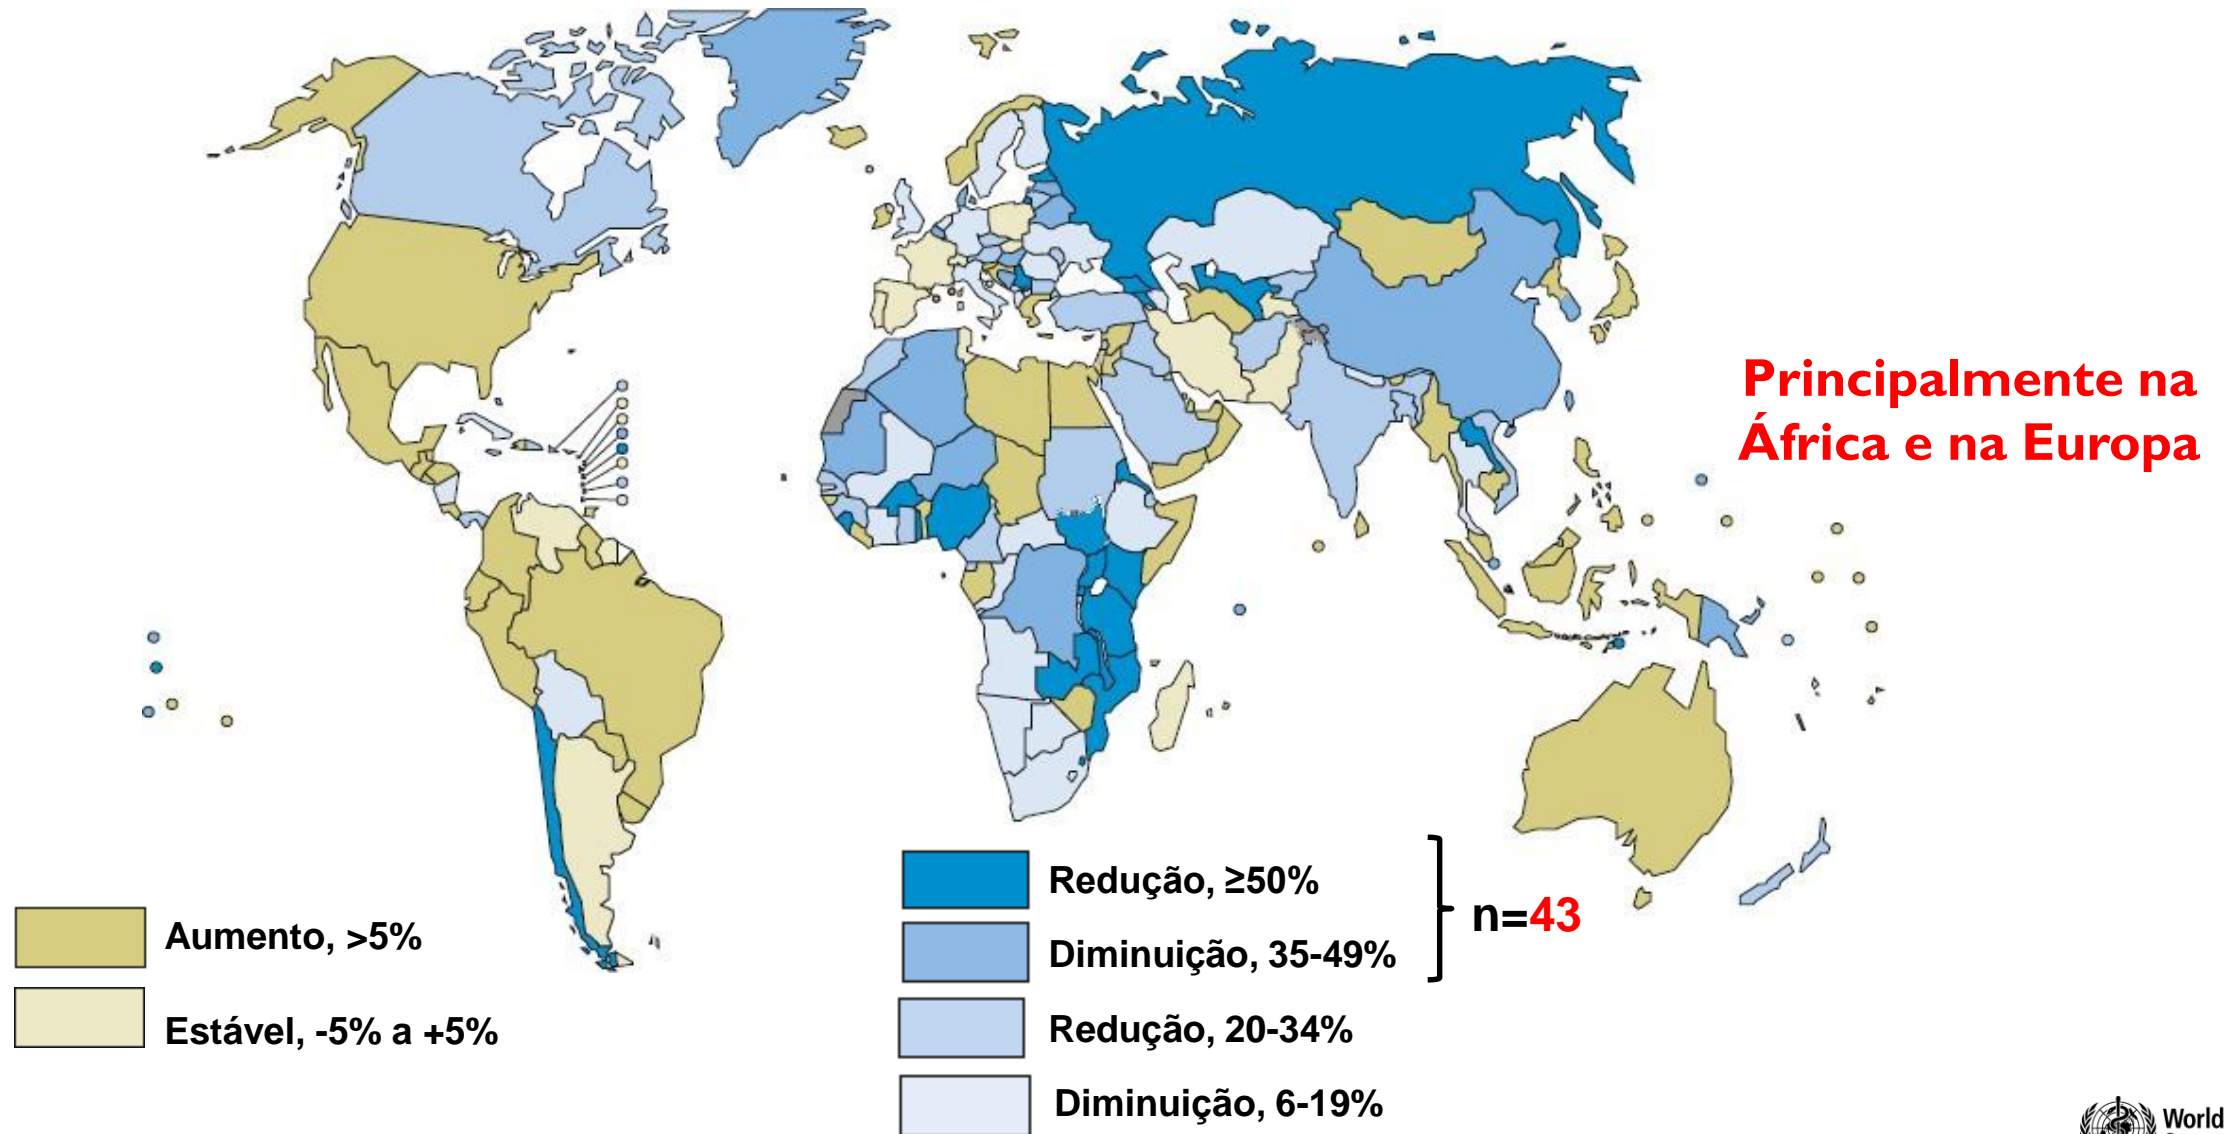 Principalmente na
África e na Europa
Redução, ≥50%
Diminuição, 35-49%
n=43
Aumento, >5%
Estável, -5% a +5%
Redução, 20-34%
Diminuição, 6-19%
World